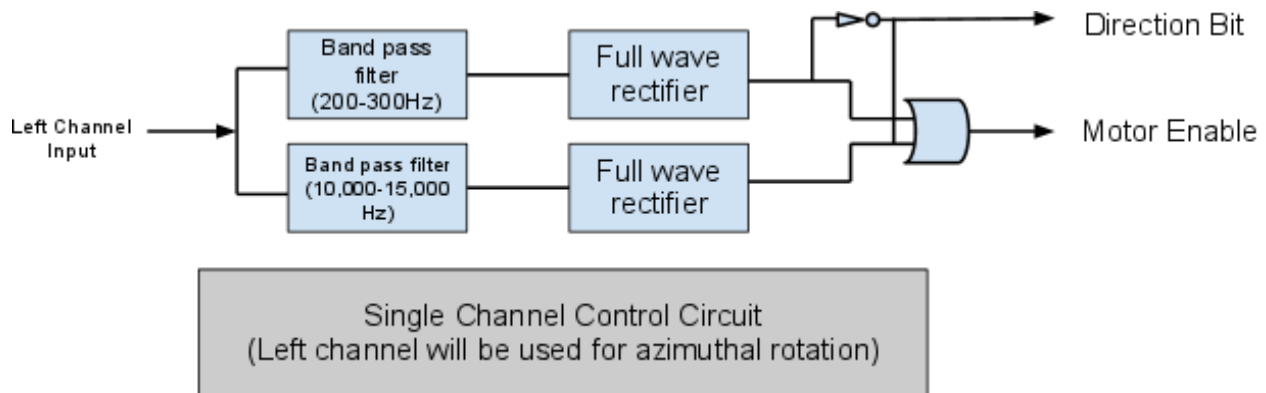 Direction Bit
Band pass
filter
(200-300Hz)
Full wave
rectifier
Left Channel
Input
Motor Enable
Band pass filter
(10,000-15,000
Hz)
Full wave
rectifier
Single Channel Control Circuit
(Left channel will be used for azimuthal rotation)